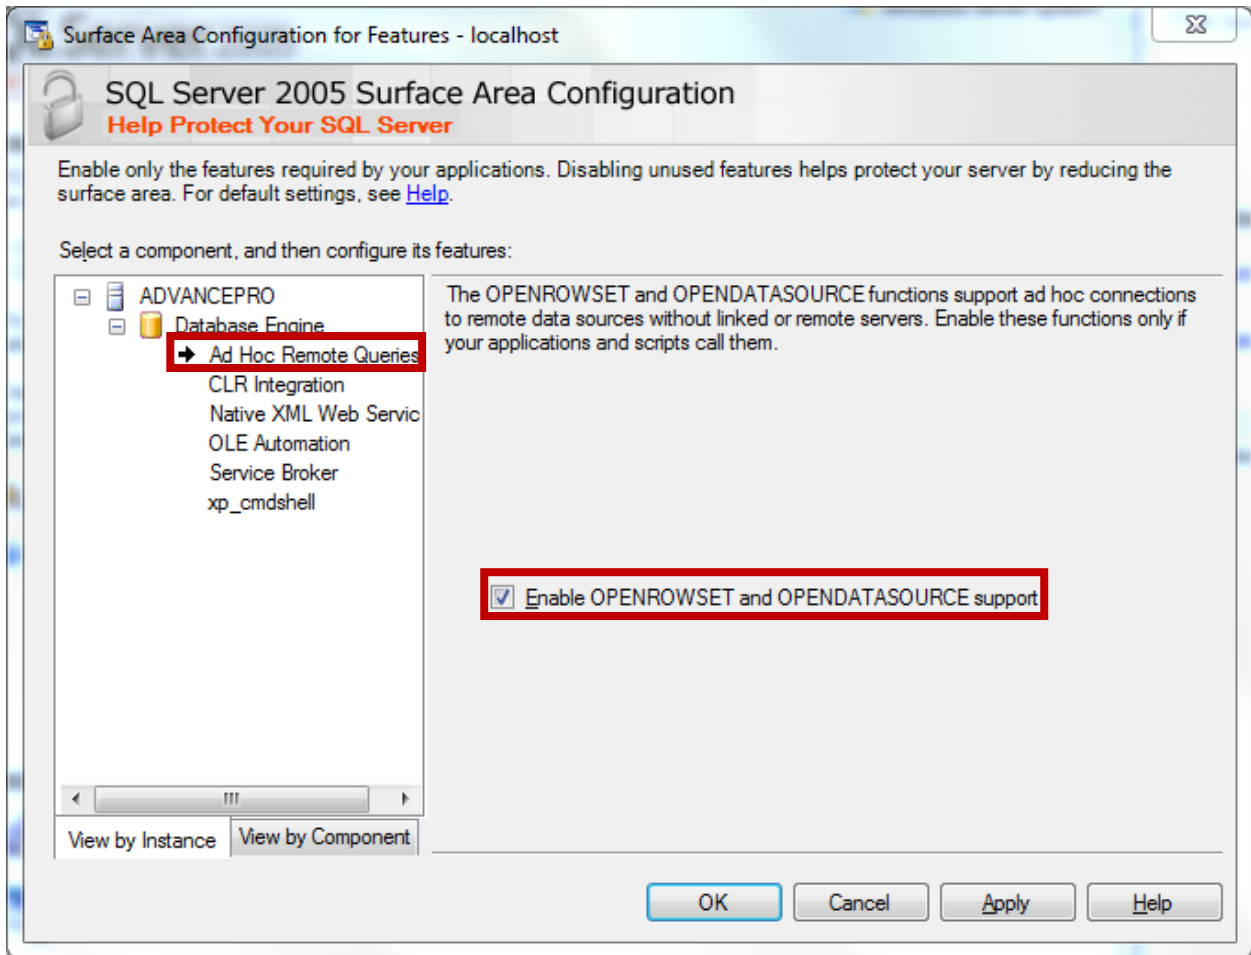 Surface Area Configuration for Features - localhost
SQL Server 2005 Surface Area Configuration
Help Protect Your SQL Server
Enable only the features required by your applications. Disabling unused features helps protect your server by reducing the
surface area. For default settings, see Help.
Select a component, and then configure its features:
ADVANCEPRO
Database Engine
Ad Hoc Remote Queries
CLR Integration
Native XML Web Servic
OLE Automation
Service Broker
xp_cmdshell
View by Instance
View by Component
The OPENROWSET and OPENDATASOURCE functions support ad hoc connections
to remote data sources without linked or remote servers. Enable these functions only if
your applications and scripts call them.
Enable OPENROWSET and OPENDATASOURCE support
OK
Cancel
Apply
Help